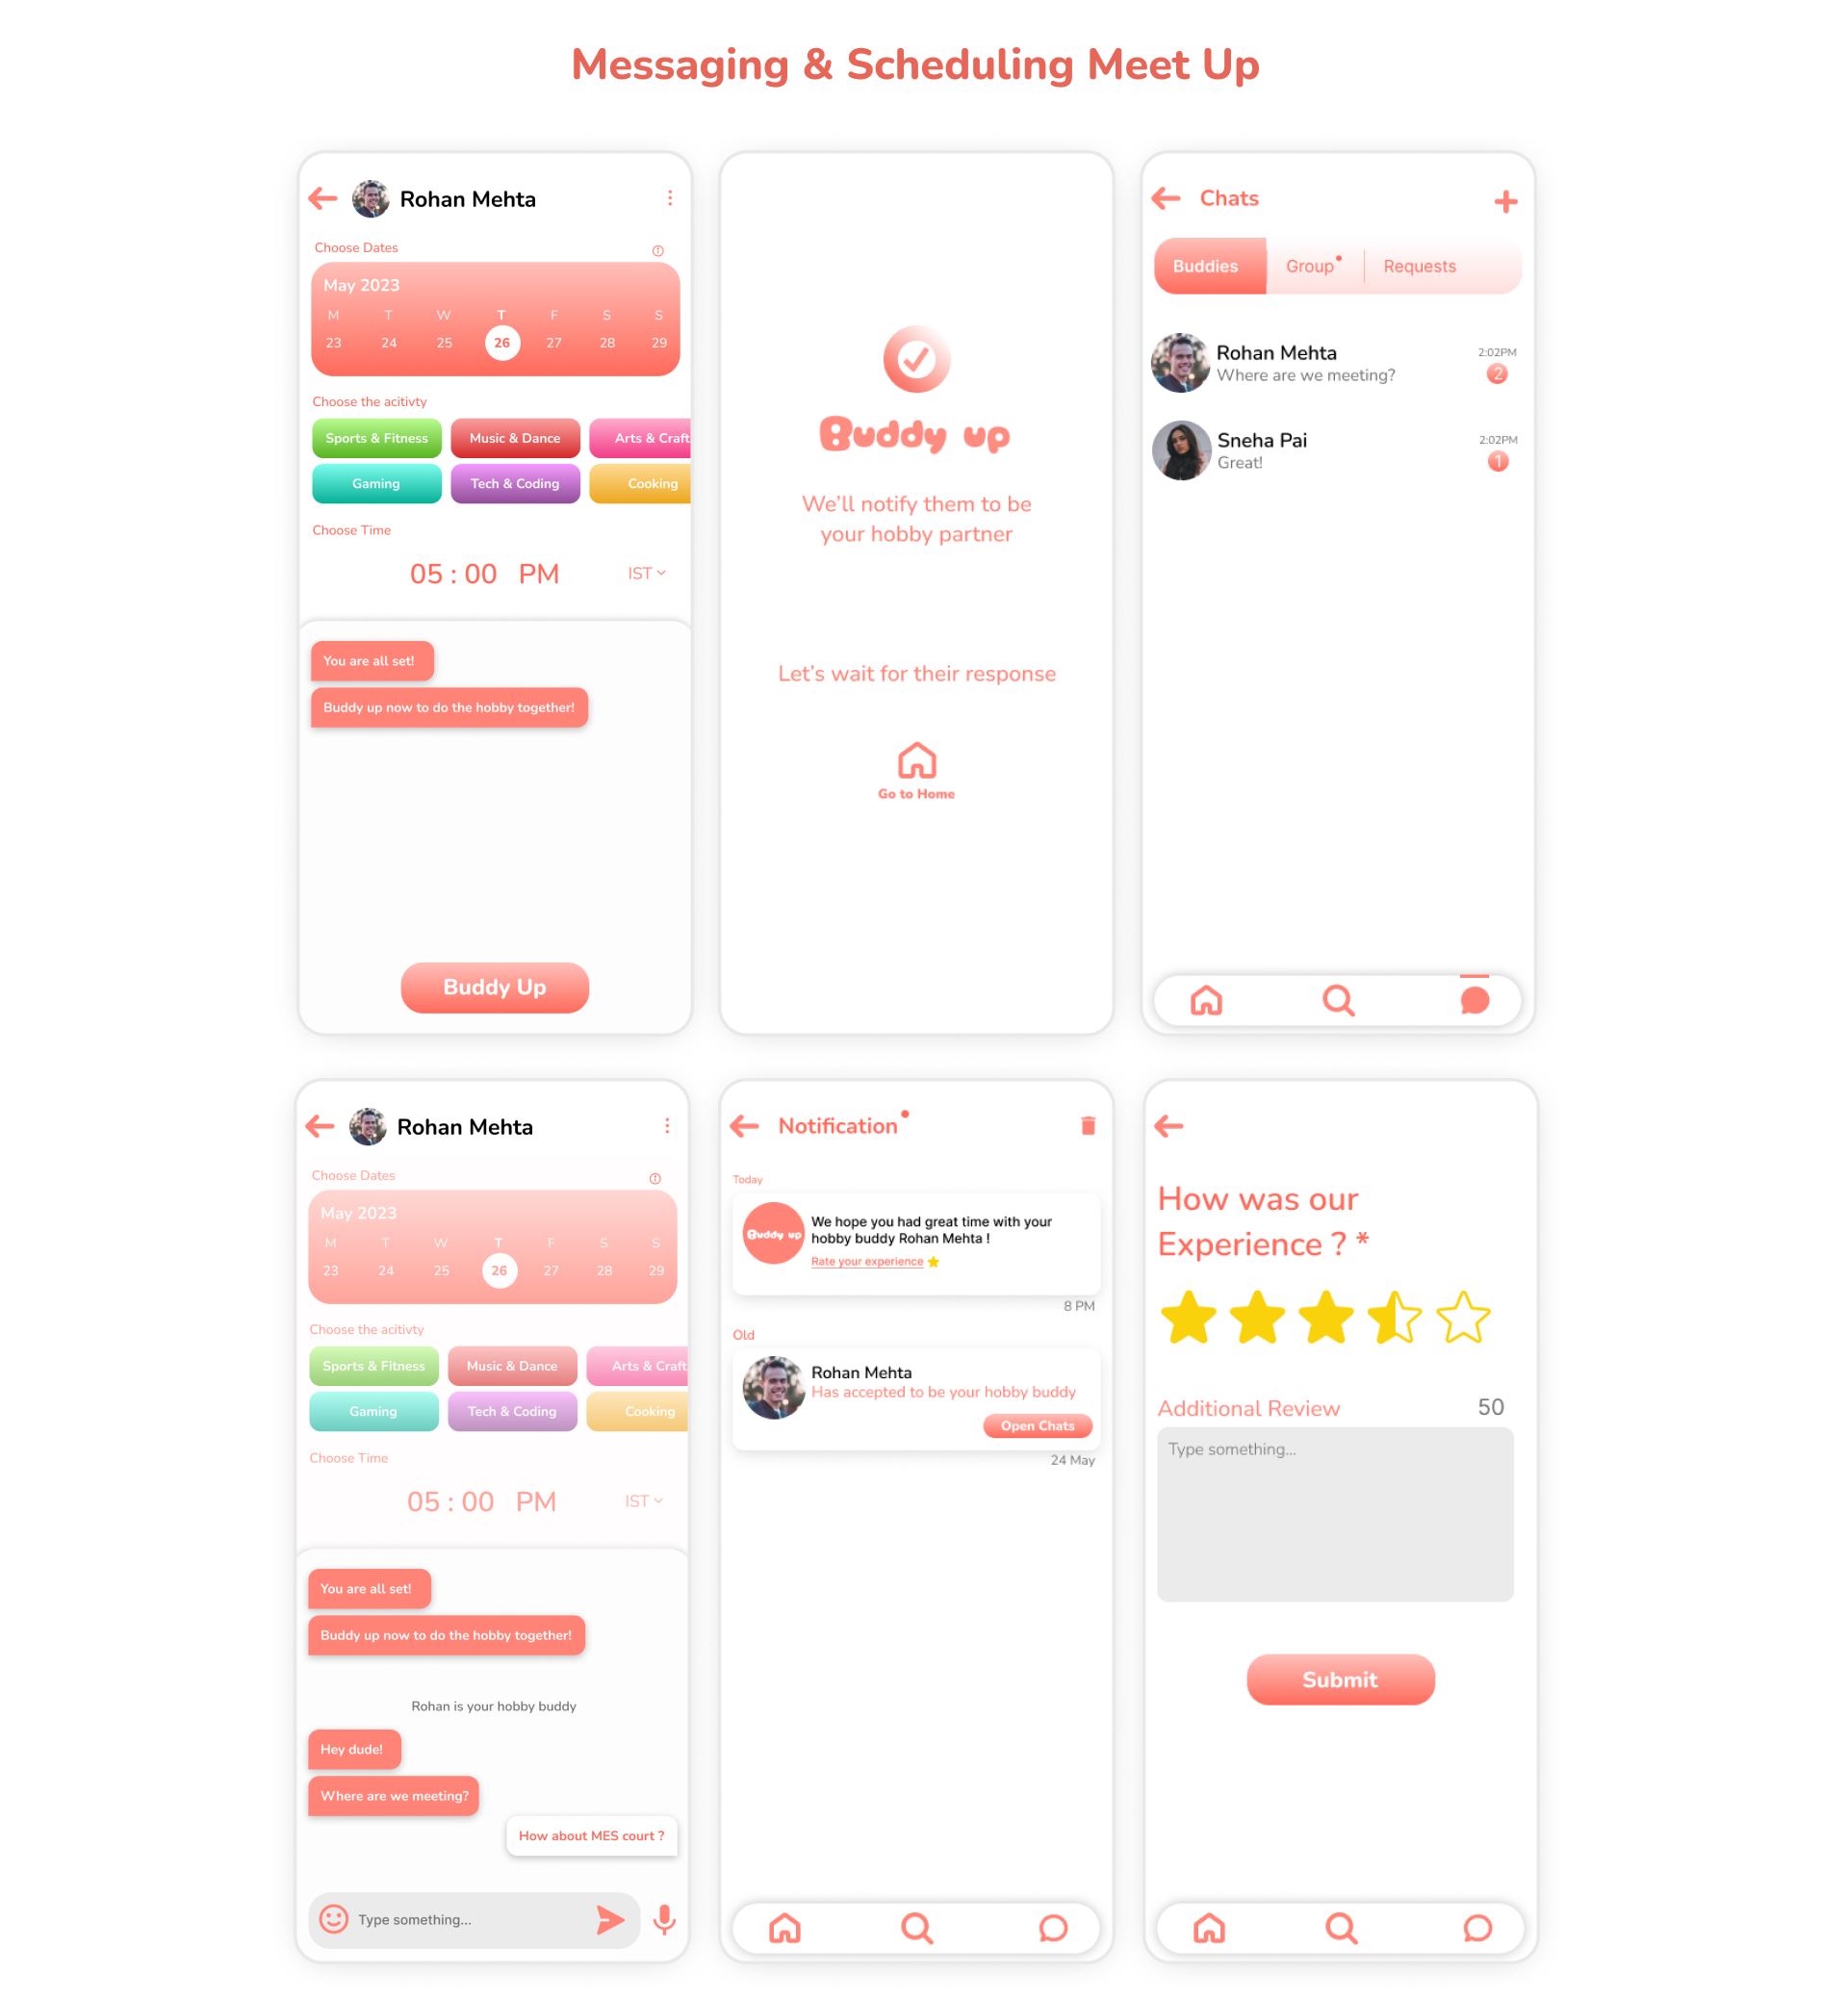 Messaging & Scheduling Meet Up
Rohan Mehta
Choose Dates
May 2023
M T W T F S S
23 24 25 26 27 28 29
Choose the acitivty
Sports & Fitness Music & Dance Arts & Craft
Gaming Tech & Coding Cooking
Choose Time
05 : 00 PM IST
You are all set!
Buddy up now to do the hobby together!
Buddy Up
Buddy up
We'll notify them to be
your hobby partner
Let's wait for their response
Go to Home
Chats
Buddies Group Requests
Rohan Mehta 2:02PM
Where are we meeting? 2
Sneha Pai 2:02PM
Great! 1
Rohan Mehta
Choose Dates
May 2023
M T W T F S S
23 24 25 26 27 28 29
Choose the acitivty
Sports & Fitness Music & Dance Arts & Craft
Gaming Tech & Coding Cooking
Choose Time
05 : 00 PM IST
You are all set!
Buddy up now to do the hobby together!
Rohan is your hobby buddy
Hey dude!
Where are we meeting?
How about MES court ?
Type something...
Notification
Today
Buddy up
We hope you had great time with your
hobby buddy Rohan Mehta !
Rate your experience
8 PM
Old
Rohan Mehta
Has accepted to be your hobby buddy
Open Chats
24 May
How was our
Experience ? *
Additional Review 50
Type something...
Submit